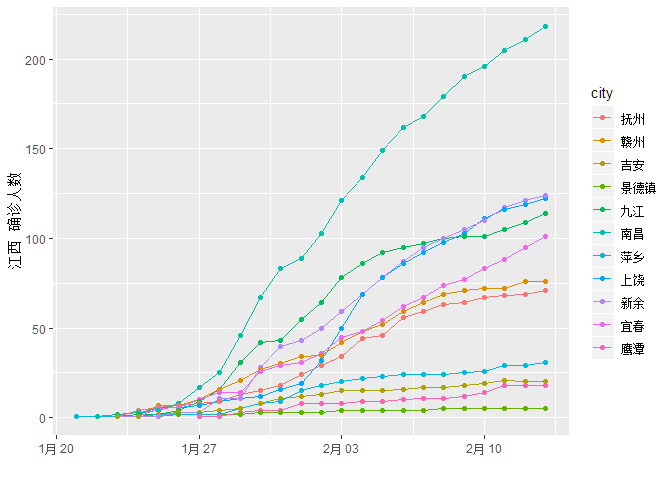 江西 确诊人数
200
150
100
50
0
1月 20
1月 27
2月 03
2月 10
city
抚州
赣州
吉安
景德镇
九江
南昌
萍乡
上饶
新余
宜春
鹰潭